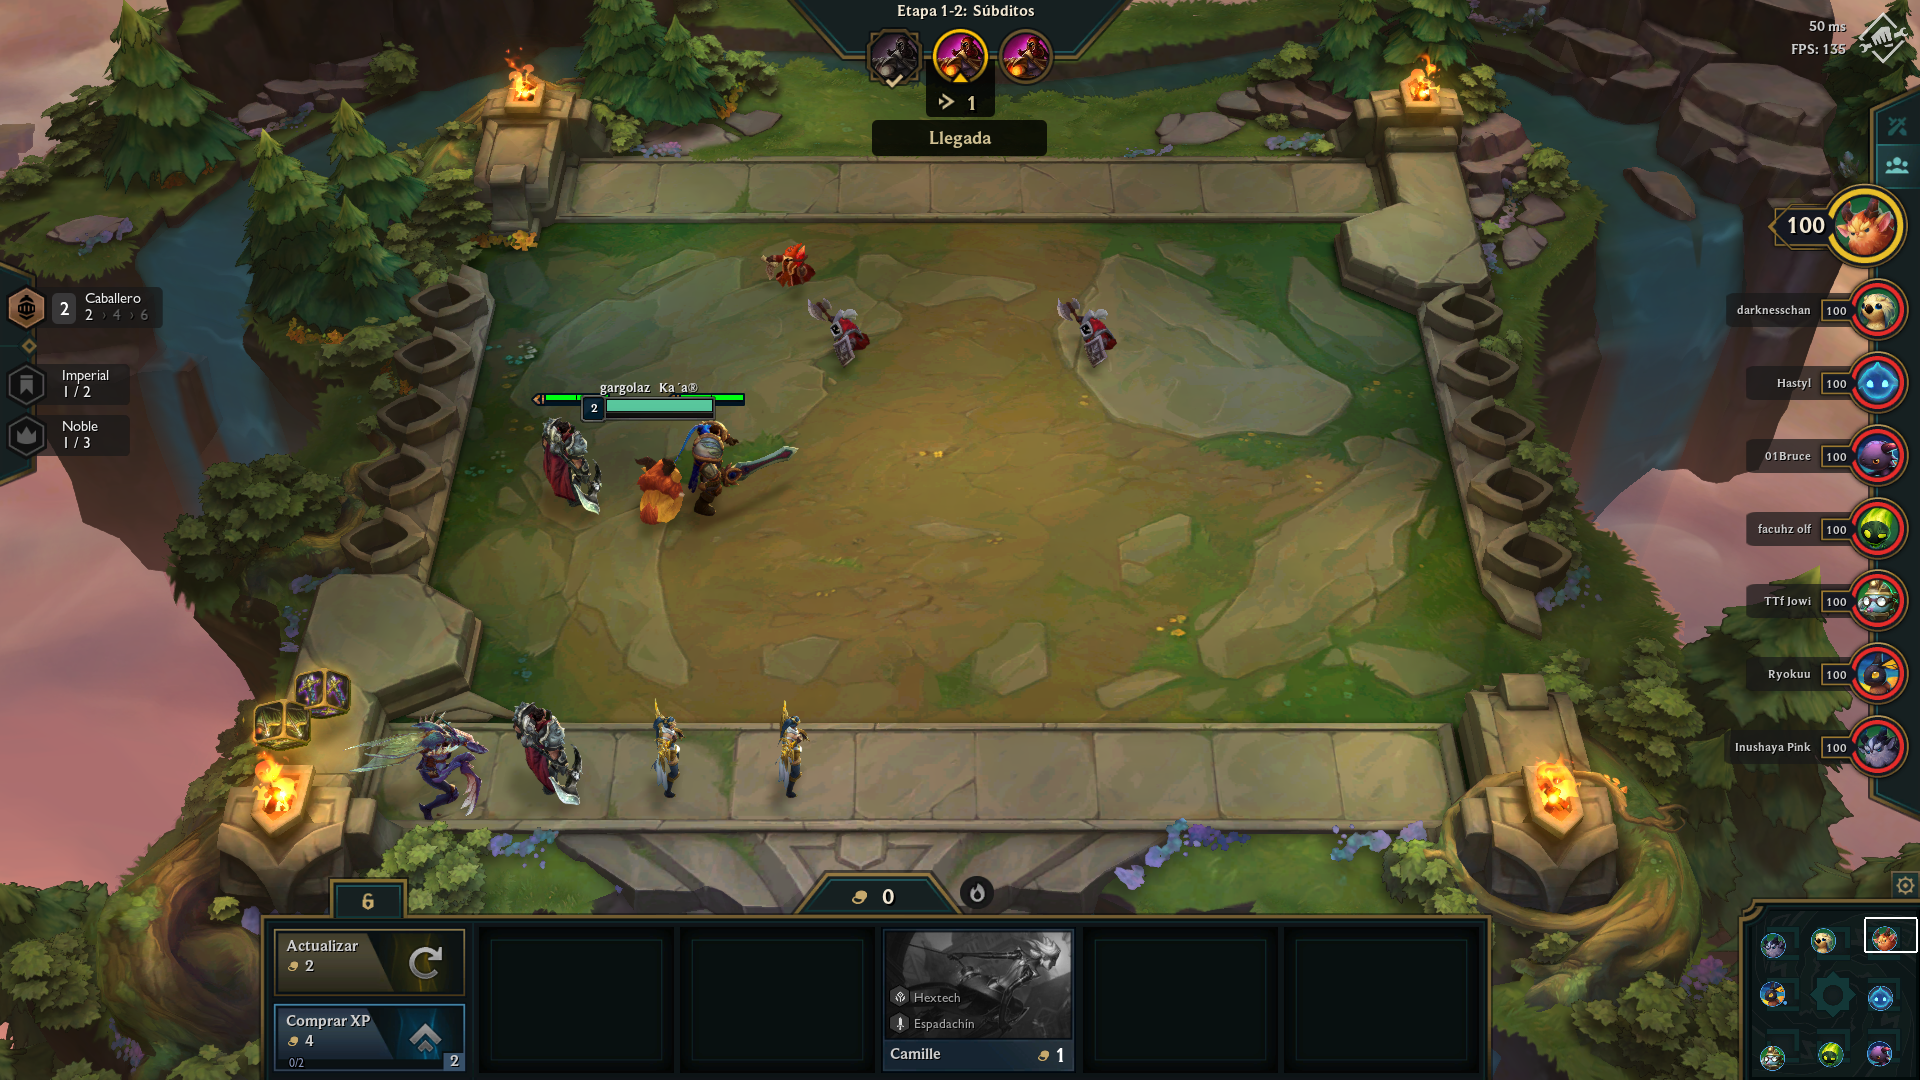 Etapa 1-2: Súbditos
50 ms
FPS: 135
> 1
Llegada
100
2
Caballero
2 › 4 › 6
Imperial
1 / 2
Noble
1 / 3
gargolaz Ka´a®
2
darknesschan 100
Hastyl 100
01Bruce 100
facuhz olf 100
TTf Jowi 100
Ryokuu 100
Inushaya Pink 100
6
0
Actualizar
2
Comprar XP
4
0/2
2
Hextech
Espadachín
Camille
1